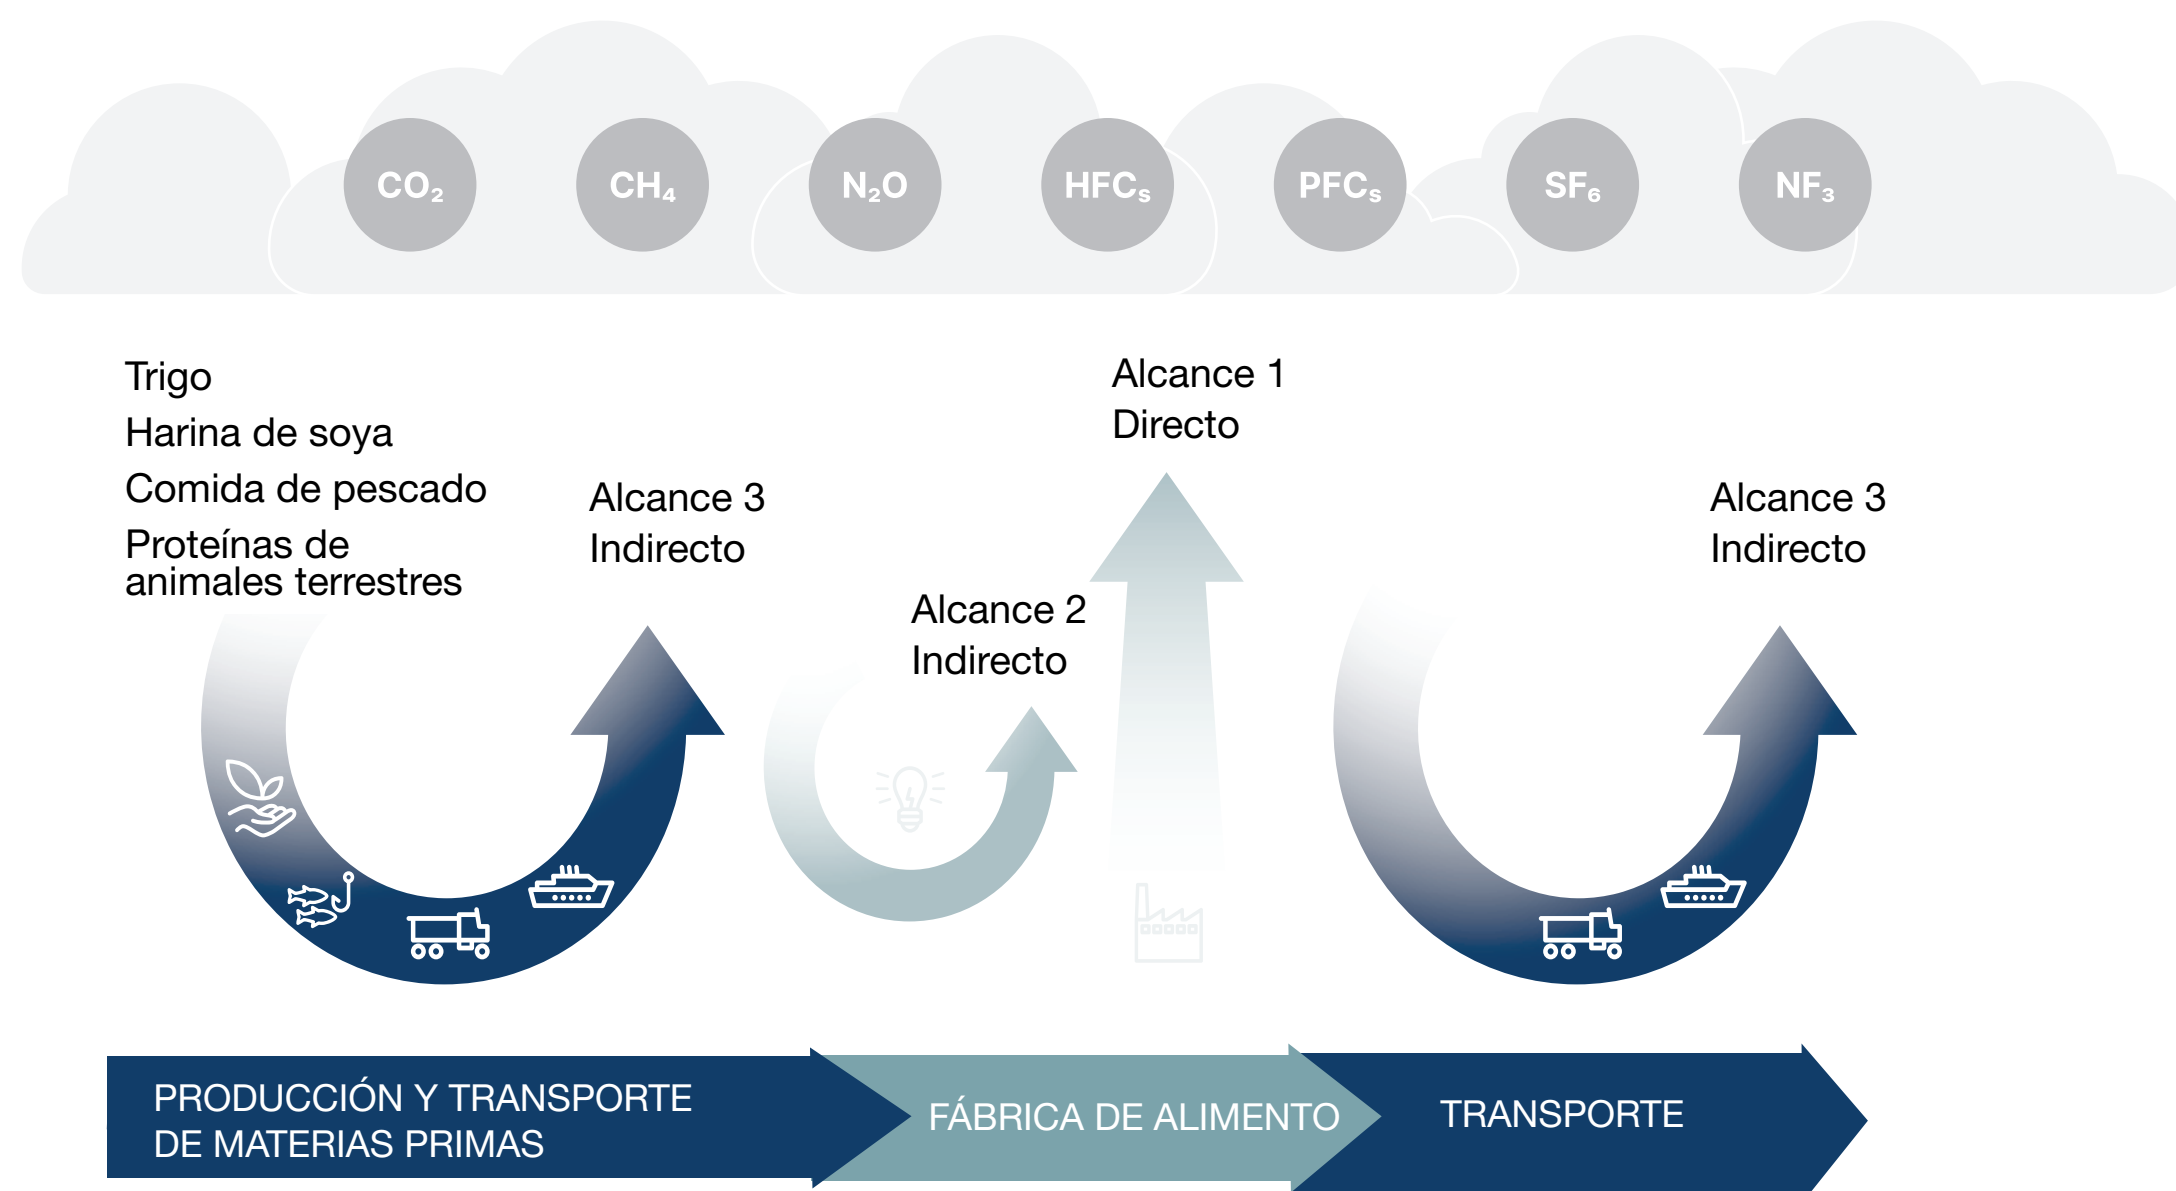 CO₂
CH₄
N₂O
HFCs
PFCs
SF₆
NF₃
Trigo
Harina de soya
Comida de pescado
Proteínas de
animales terrestres
Alcance 3
Indirecto
Alcance 2
Indirecto
Alcance 1
Directo
Alcance 3
Indirecto
PRODUCCIÓN Y TRANSPORTE
DE MATERIAS PRIMAS
FÁBRICA DE ALIMENTO
TRANSPORTE